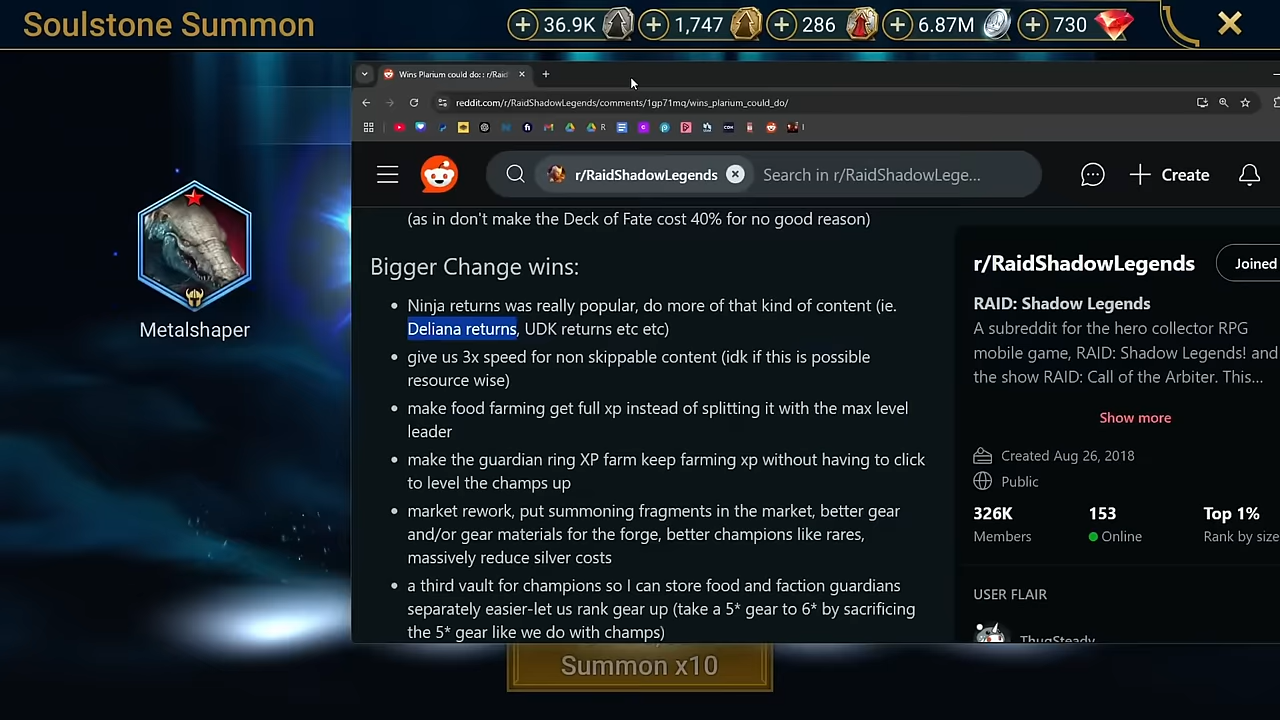 Soulstone Summon
36.9K
1,747
286
6.87M
730
Wins Plarium could do: : r/Raid
reddit.com/r/RaidShadowLegends/comments/1gp71mq/wins_plarium_could_do/
r/RaidShadowLegends
Search in r/RaidShadowLege...
Create
(as in don't make the Deck of Fate cost 40% for no good reason)
Bigger Change wins:
• Ninja returns was really popular, do more of that kind of content (ie.
Deliana returns, UDK returns etc etc)
• give us 3x speed for non skippable content (idk if this is possible
resource wise)
• make food farming get full xp instead of splitting it with the max level
leader
• make the guardian ring XP farm keep farming xp without having to click
to level the champs up
• market rework, put summoning fragments in the market, better gear
and/or gear materials for the forge, better champions like rares,
massively reduce silver costs
• a third vault for champions so I can store food and faction guardians
separately easier-let us rank gear up (take a 5* gear to 6* by sacrificing
the 5* gear like we do with champs)
r/RaidShadowLegends
Joined
RAID: Shadow Legends
A subreddit for the hero collector RPG
mobile game, RAID: Shadow Legends! and
the show RAID: Call of the Arbiter. This...
Show more
Created Aug 26, 2018
Public
326K
153
Top 1%
Members
Online
Rank by size
USER FLAIR
ThugSteady
Metalshaper
Summon x10